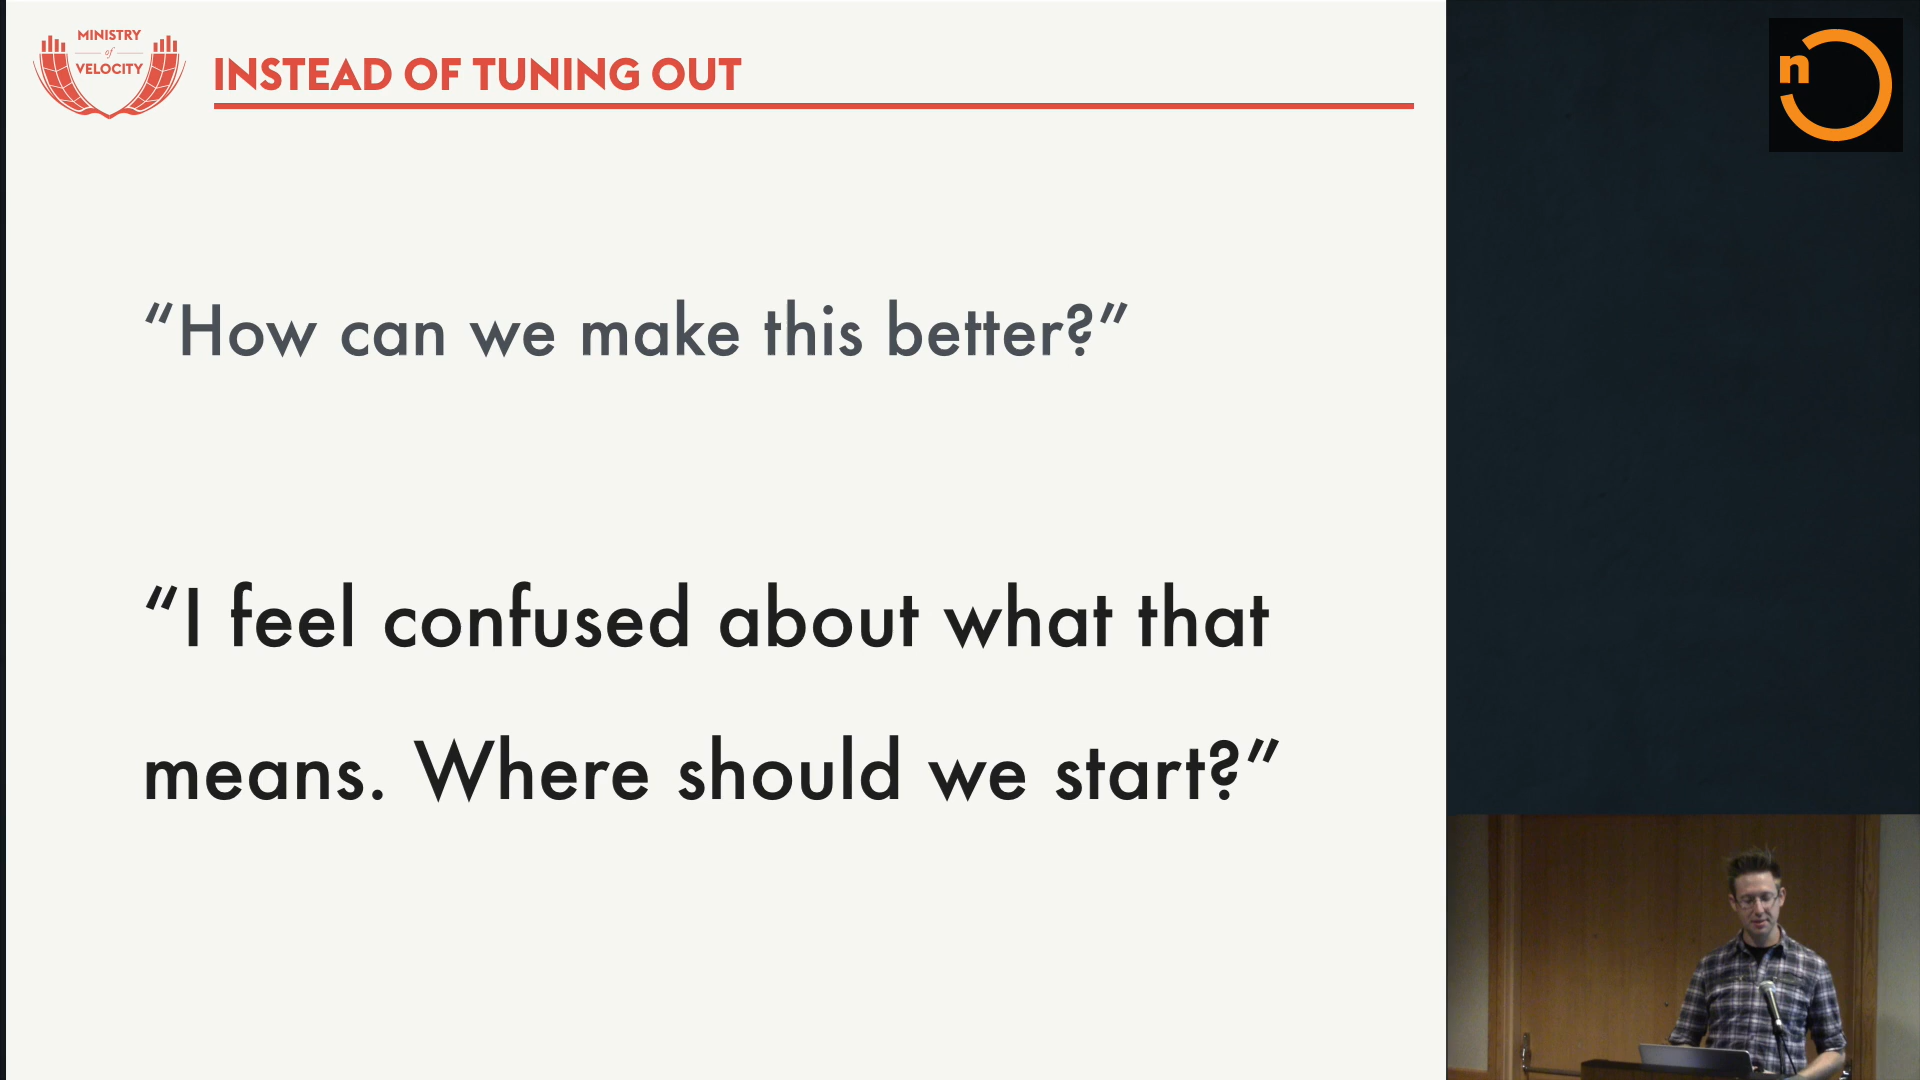 MINISTRY
of
VELOCITY
INSTEAD OF TUNING OUT
“How can we make this better?”
“I feel confused about what that
means. Where should we start?”
n